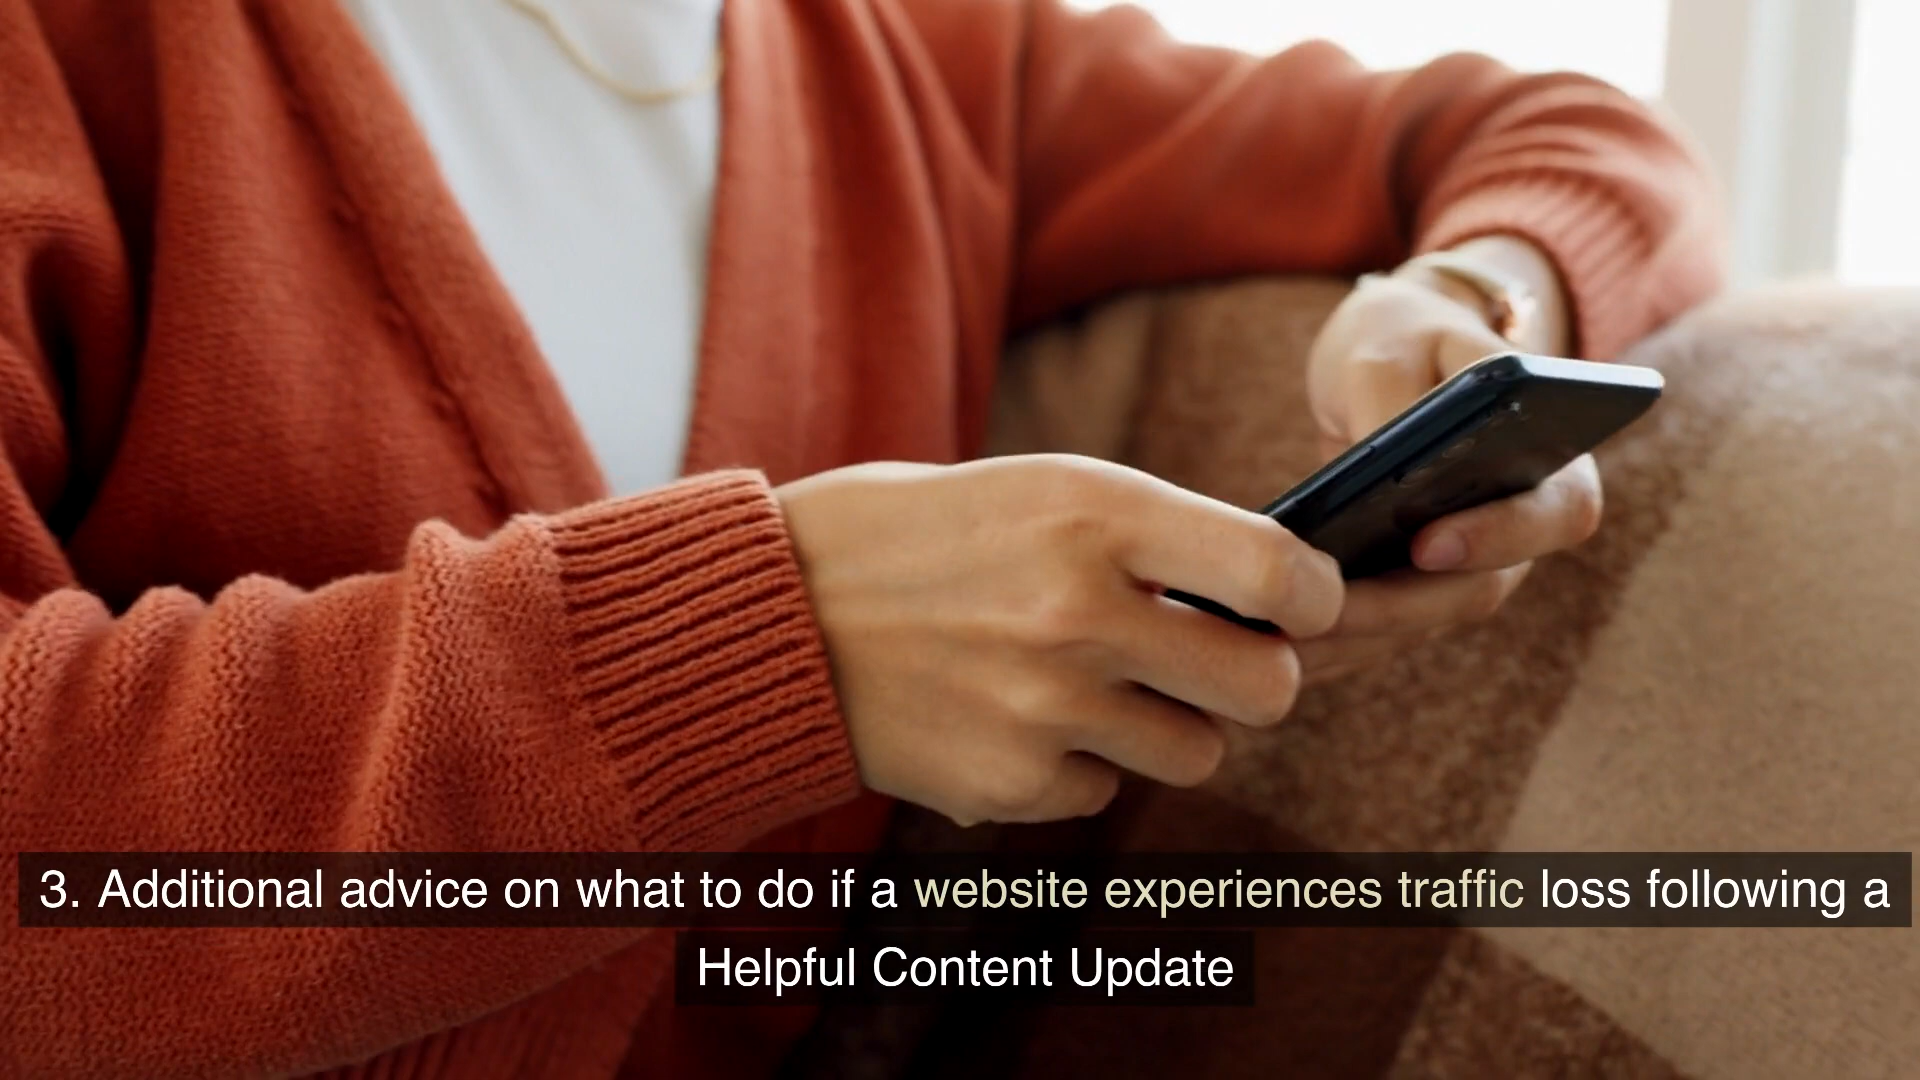 3. Additional advice on what to do if a website experiences traffic loss following a
Helpful Content Update